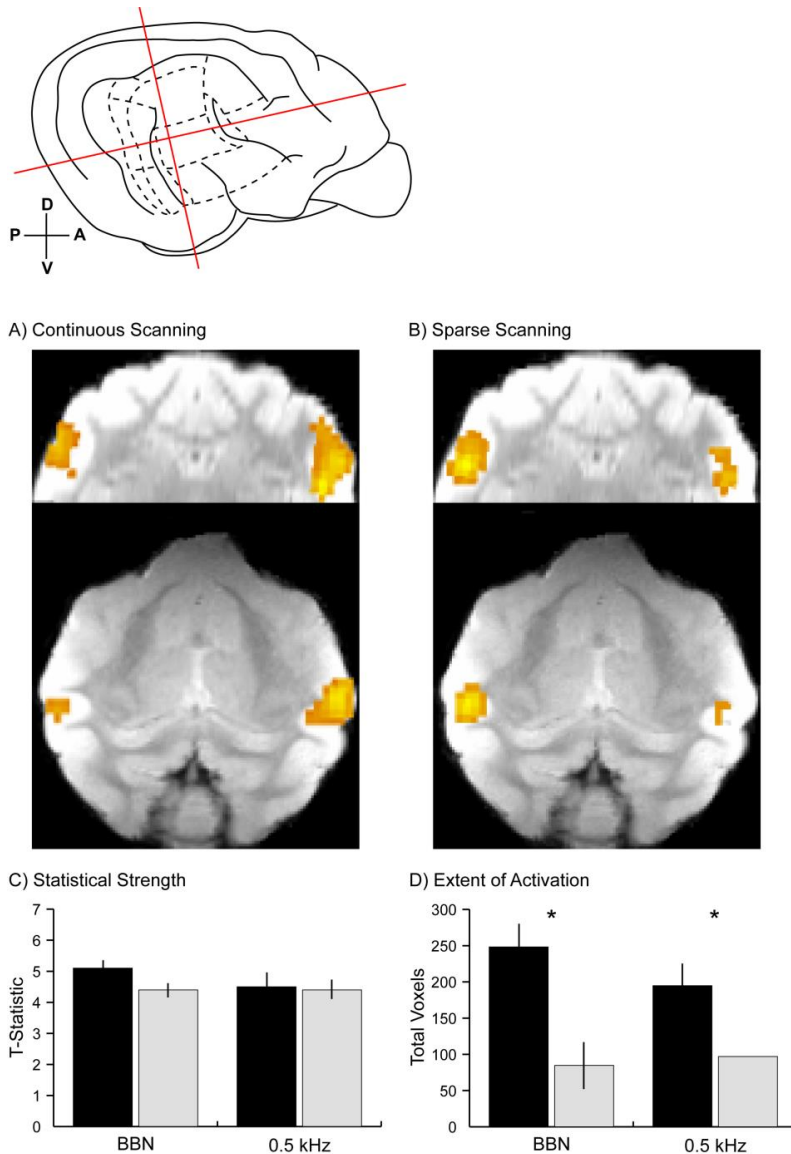 D
P A
V
A) Continuous Scanning
B) Sparse Scanning
C) Statistical Strength
7
6
5
4
3
2
1
0
T-Statistic
BBN 0.5 kHz
D) Extent of Activation
300
250
200
150
100
50
0
Total Voxels
* *
BBN 0.5 kHz